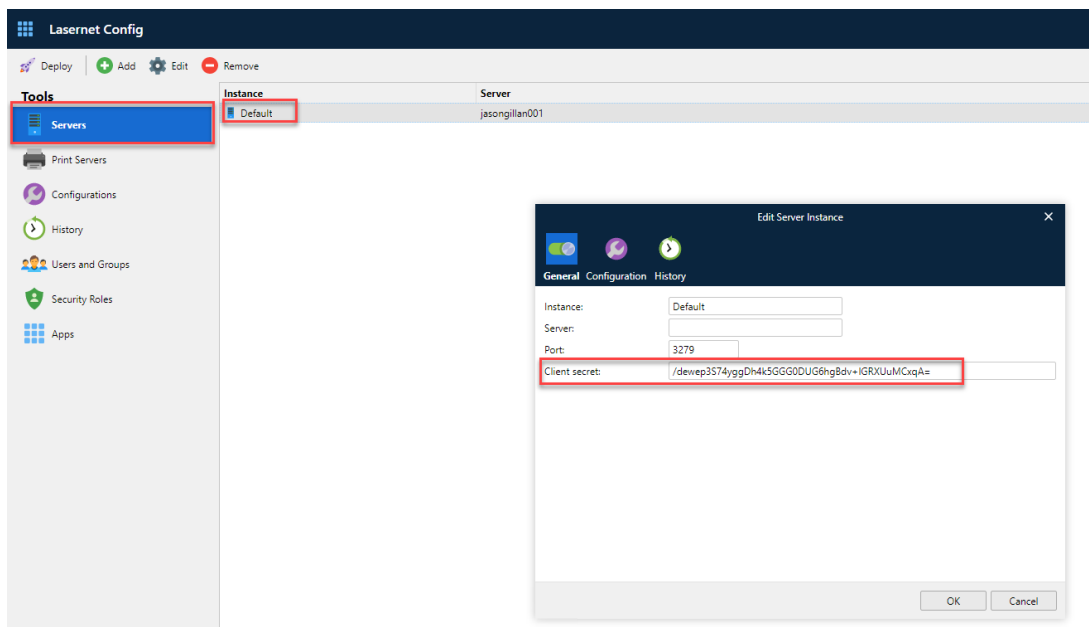 Lasernet Config
Deploy Add Edit Remove
Tools
Servers
Print Servers
Configurations
History
Users and Groups
Security Roles
Apps
Instance Server
Default jasongillan001
Edit Server Instance
General Configuration History
Instance: Default
Server:
Port: 3279
Client secret: /dewep3S74yggDh4k5GGG0DUG6hgBdv+IGRXUuMCxqA=
OK Cancel